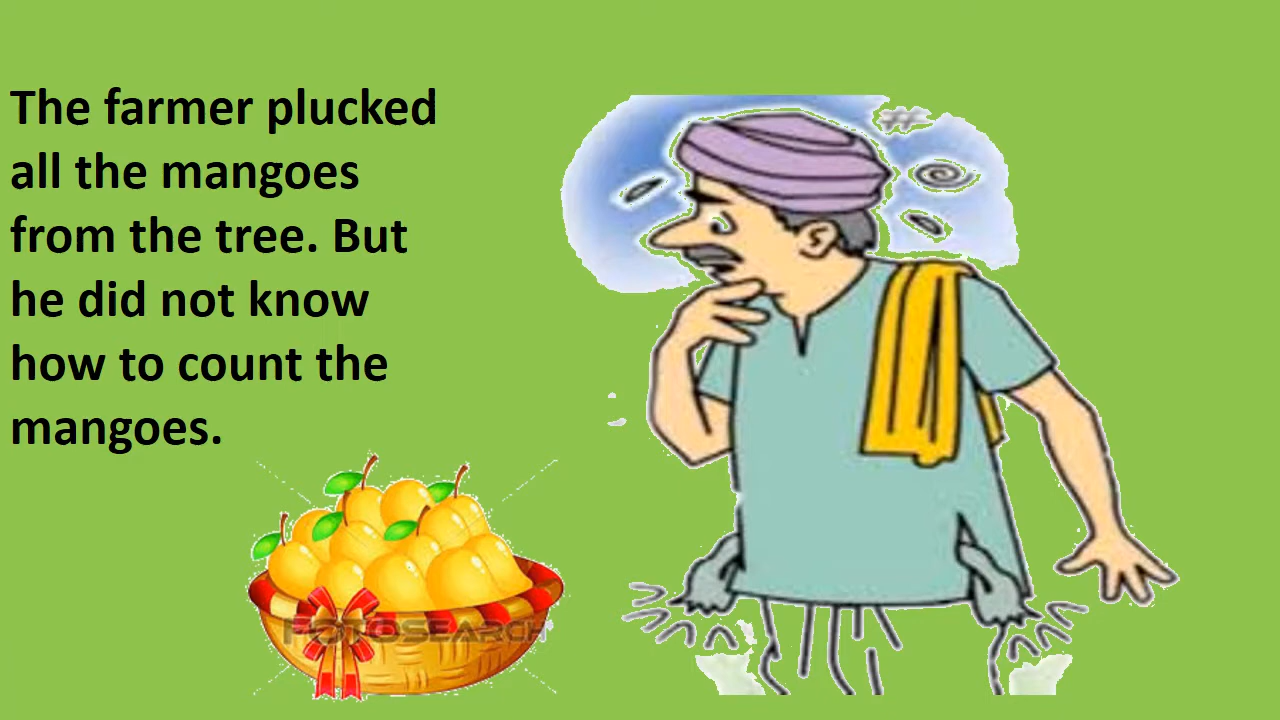 The farmer plucked
all the mangoes
from the tree. But
he did not know
how to count the
mangoes.
#
FOTOSEARCH